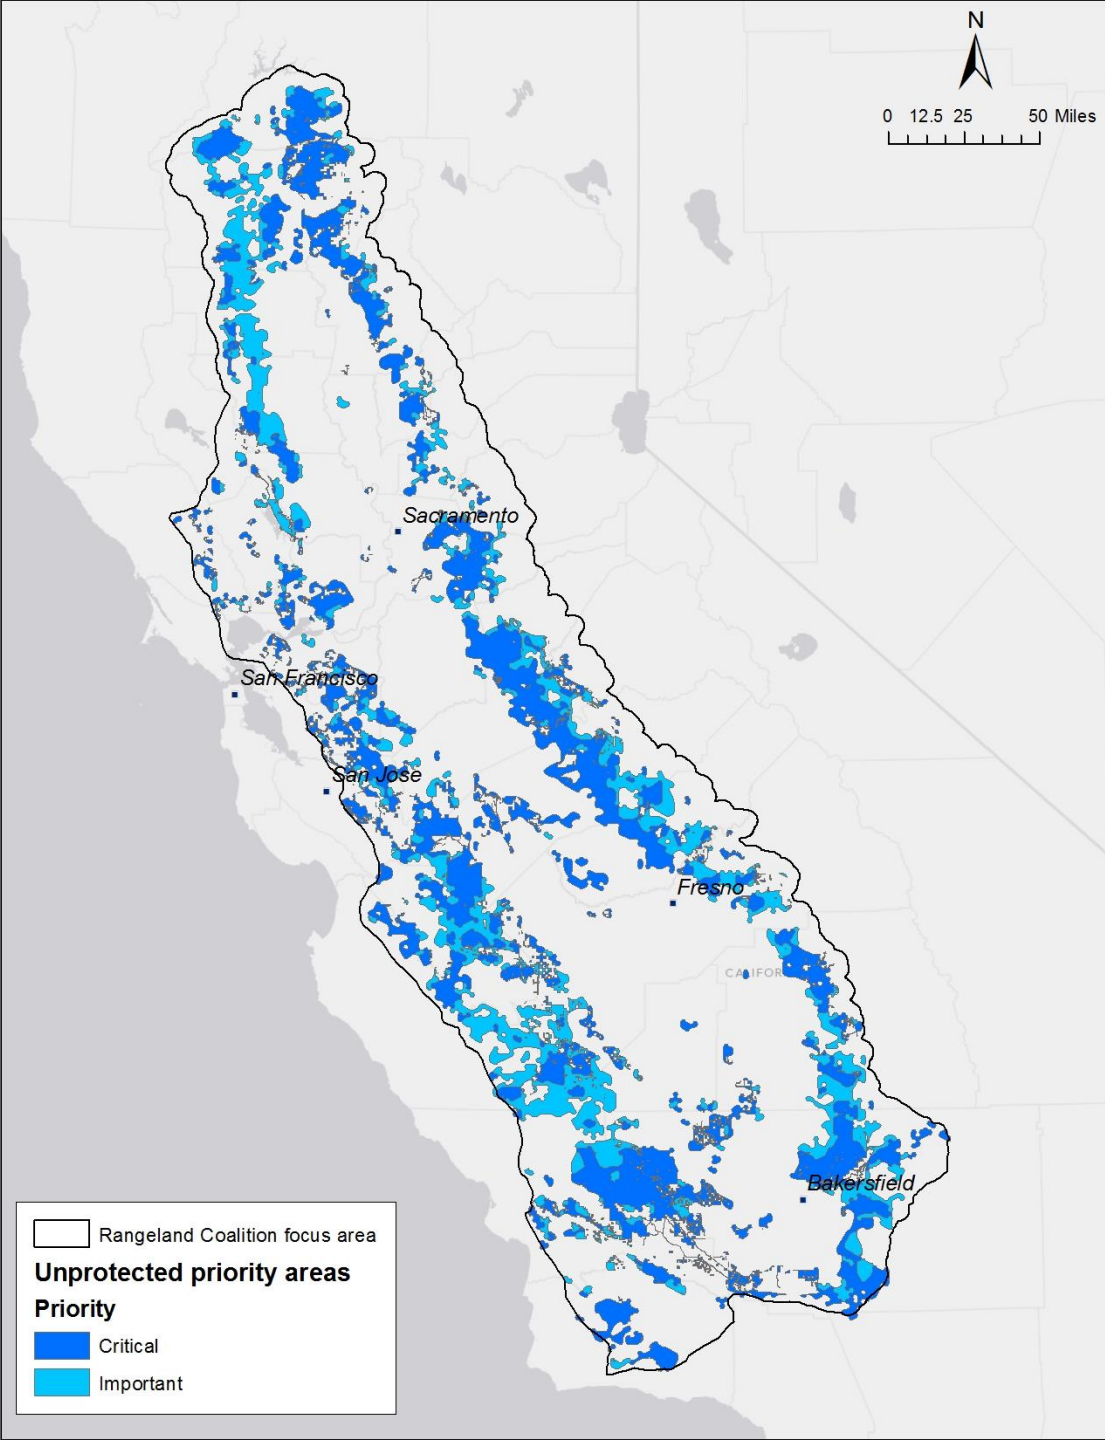 N
0 12.5 25 50 Miles
Sacramento
San Francisco
San Jose
Fresno
CALIFOR
Bakersfield
Rangeland Coalition focus area
Unprotected priority areas
Priority
Critical
Important